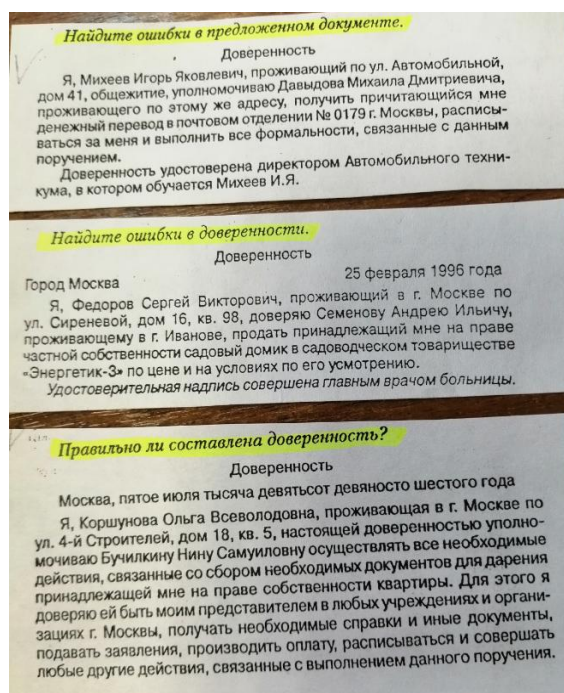 Найдите ошибки в предложенном документе.
Доверенность
Я, Михеев Игорь Яковлевич, проживающий по ул. Автомобильной,
дом 41, общежитие, уполномочиваю Давыдова Михаила Дмитриевича,
проживающего по этому же адресу, получить причитающийся мне
денежный перевод в почтовом отделении № 0179 г. Москвы, расписы-
ваться за меня и выполнить все формальности, связанные с данным
поручением.
Доверенность удостоверена директором Автомобильного техни-
кума, в котором обучается Михеев И.Я.
Найдите ошибки в доверенности.
Доверенность
Город Москва 25 февраля 1996 года
Я, Федоров Сергей Викторович, проживающий в г. Москве по
ул. Сиреневой, дом 16, кв. 98, доверяю Семенову Андрею Ильичу,
проживающему в г. Иванове, продать принадлежащий мне на праве
частной собственности садовый домик в садоводческом товариществе
«Энергетик-3» по цене и на условиях по его усмотрению.
Удостоверительная надпись совершена главным врачом больницы.
Правильно ли составлена доверенность?
Доверенность
Москва, пятое июля тысяча девятьсот девяносто шестого года
Я, Коршунова Ольга Всеволодовна, проживающая в г. Москве по
ул. 4-й Строителей, дом 18, кв. 5, настоящей доверенностью уполно-
мочиваю Бучилкину Нину Самуиловну осуществлять все необходимые
действия, связанные со сбором необходимых документов для дарения
принадлежащей мне на праве собственности квартиры. Для этого я
доверяю ей быть моим представителем в любых учреждениях и органи-
зациях г. Москвы, получать необходимые справки и иные документы,
подавать заявления, производить оплату, расписываться и совершать
любые другие действия, связанные с выполнением данного поручения.